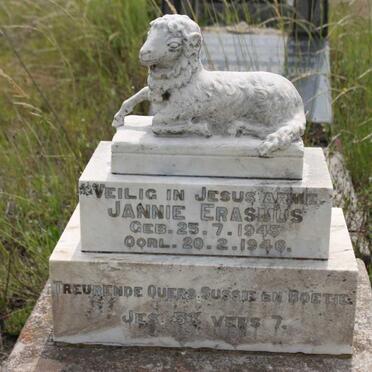 "VEILIG IN JESUS ARME"
JANNIE ERASMUS
GEB. 25.7.1945
OORL. 20.2.1946.
TREURENDE OUERS. SUSSIE EN BOETIE.
JES. VERS 7.